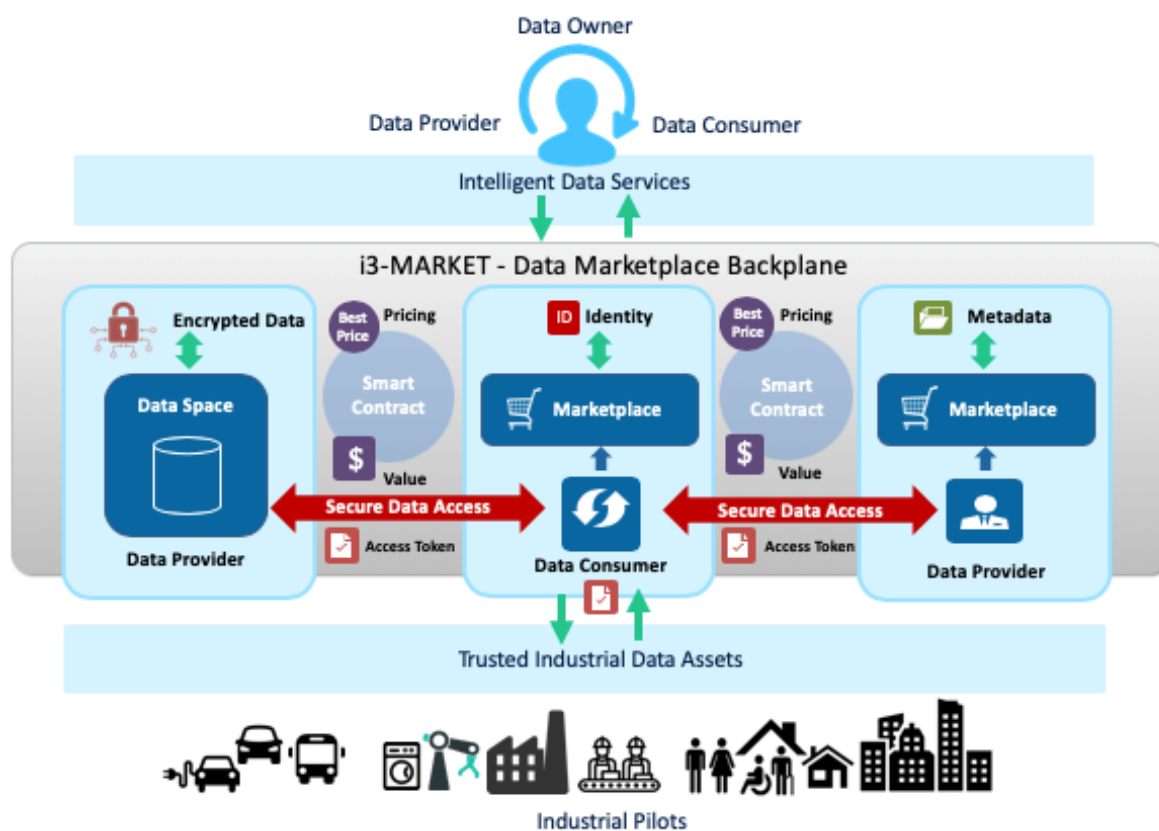 Data Owner
Data Provider
Data Consumer
Intelligent Data Services
i3-MARKET - Data Marketplace Backplane
Encrypted Data
Data Space
Data Provider
Best
Price
Pricing
Smart
Contract
$
Value
Secure Data Access
Access Token
ID
Identity
Marketplace
Data Consumer
Best
Price
Pricing
Smart
Contract
$
Value
Secure Data Access
Access Token
Metadata
Marketplace
Data Provider
Trusted Industrial Data Assets
Industrial Pilots